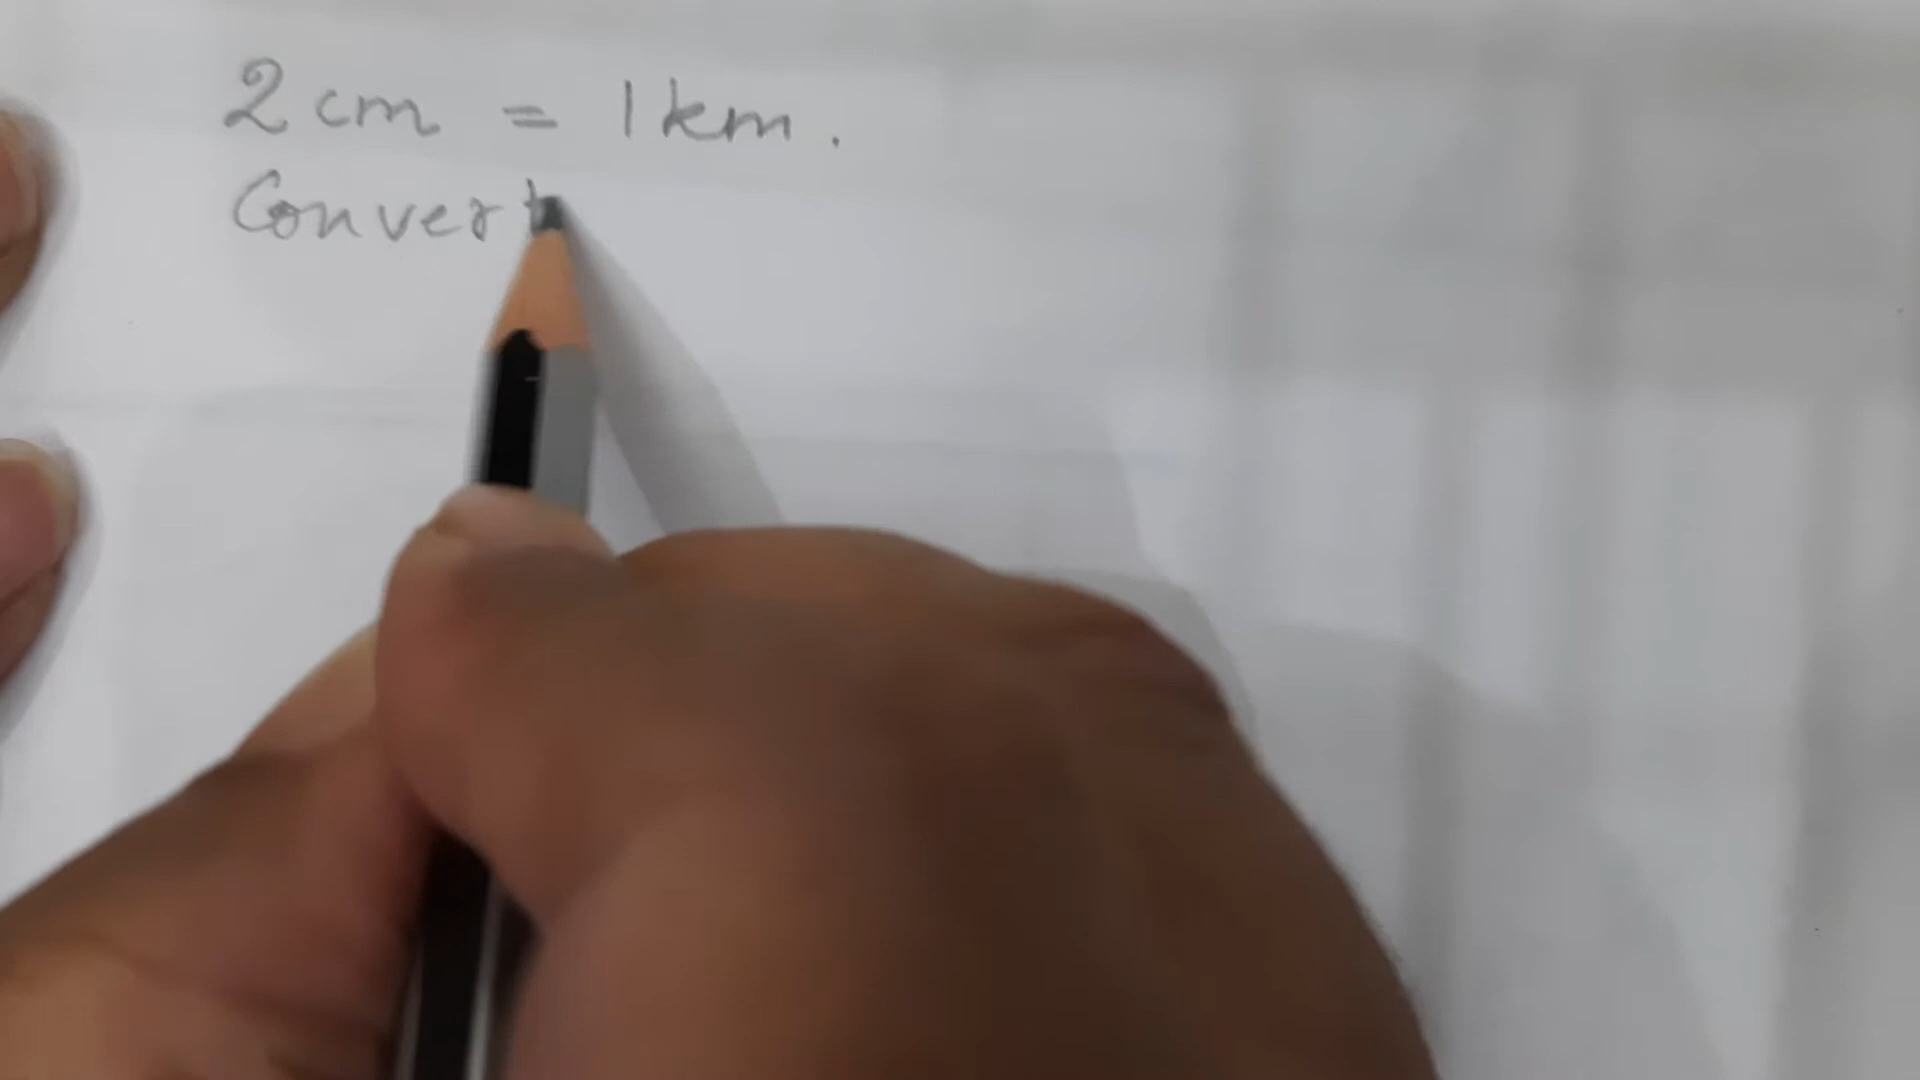 2 cm = 1 km.
Convert